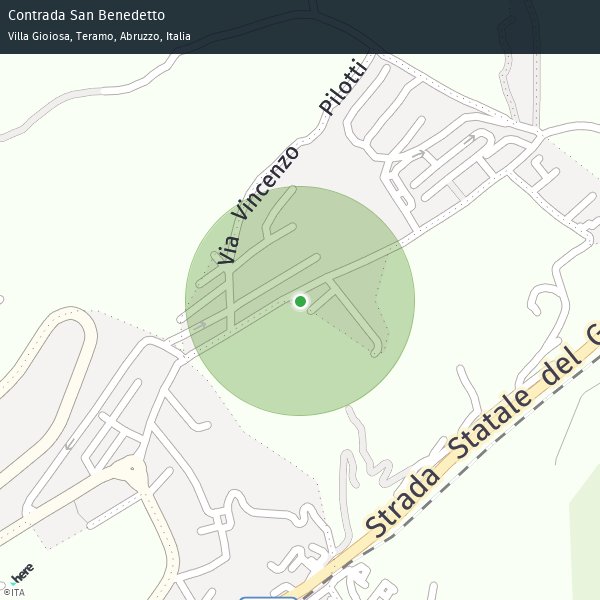 Contrada San Benedetto
Villa Gioiosa, Teramo, Abruzzo, Italia
Via Vincenzo Pilotti
Strada Statale del G
here
©ITA